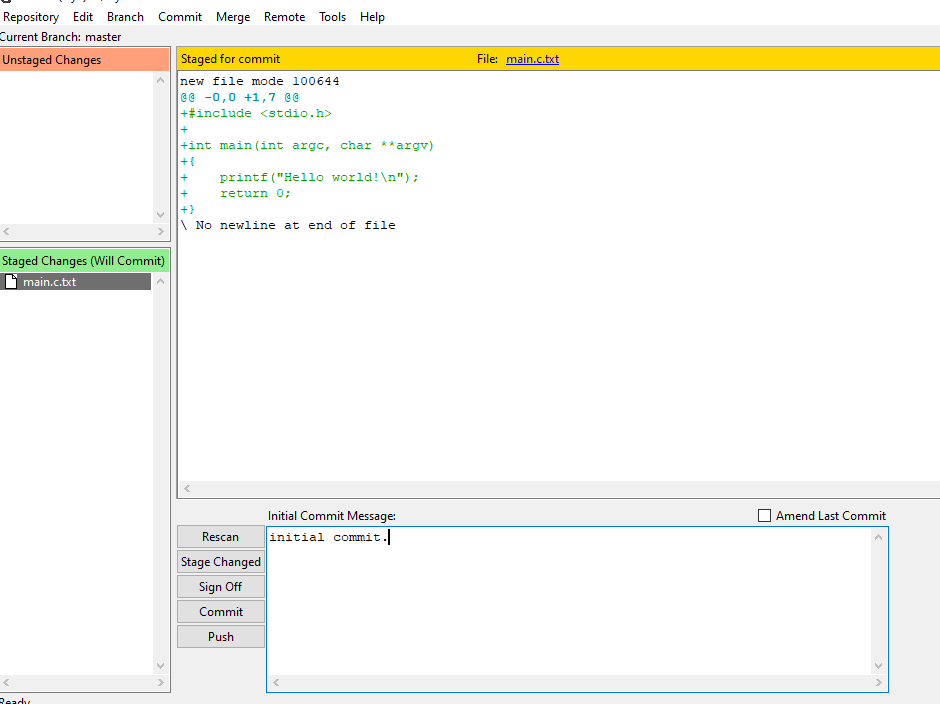 Repository Edit Branch Commit Merge Remote Tools Help
Current Branch: master
Unstaged Changes
Staged for commit File: main.c.txt
new file mode 100644
@@ -0,0 +1,7 @@
+#include <stdio.h>
+
+int main(int argc, char **argv)
+{
+    printf("Hello world!\n");
+    return 0;
+}
\ No newline at end of file
Staged Changes (Will Commit)
main.c.txt
Initial Commit Message:
Amend Last Commit
Rescan
Stage Changed
Sign Off
Commit
Push
initial commit.
Ready